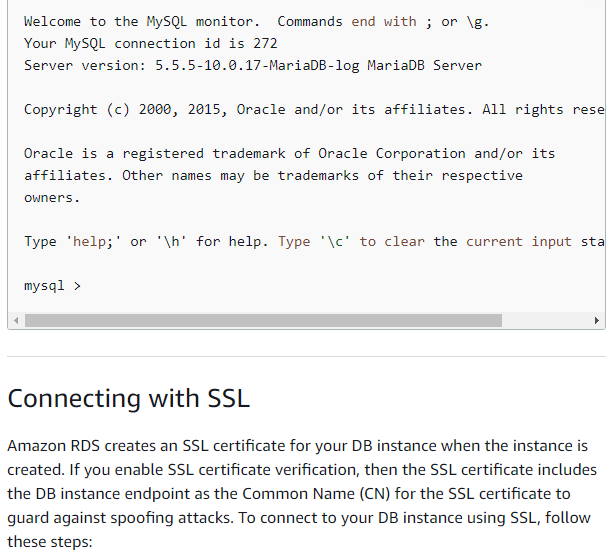 Welcome to the MySQL monitor.  Commands end with ; or \g.
Your MySQL connection id is 272
Server version: 5.5.5-10.0.17-MariaDB-log MariaDB Server
Copyright (c) 2000, 2015, Oracle and/or its affiliates. All rights rese
Oracle is a registered trademark of Oracle Corporation and/or its
affiliates. Other names may be trademarks of their respective
owners.
Type 'help;' or '\h' for help. Type '\c' to clear the current input sta
mysql >
Connecting with SSL
Amazon RDS creates an SSL certificate for your DB instance when the instance is
created. If you enable SSL certificate verification, then the SSL certificate includes
the DB instance endpoint as the Common Name (CN) for the SSL certificate to
guard against spoofing attacks. To connect to your DB instance using SSL, follow
these steps: